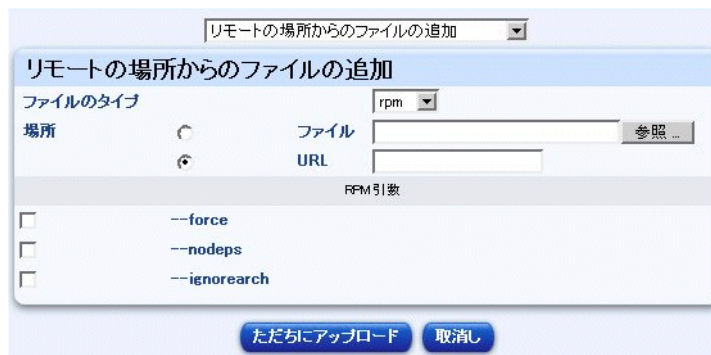 リモートの場所からのファイルの追加
リモートの場所からのファイルの追加
ファイルのタイプ rpm
場所 ファイル 参照 ...
URL
RPM引数
--force
--nodeps
--ignorearch
ただちにアップロード 取消し